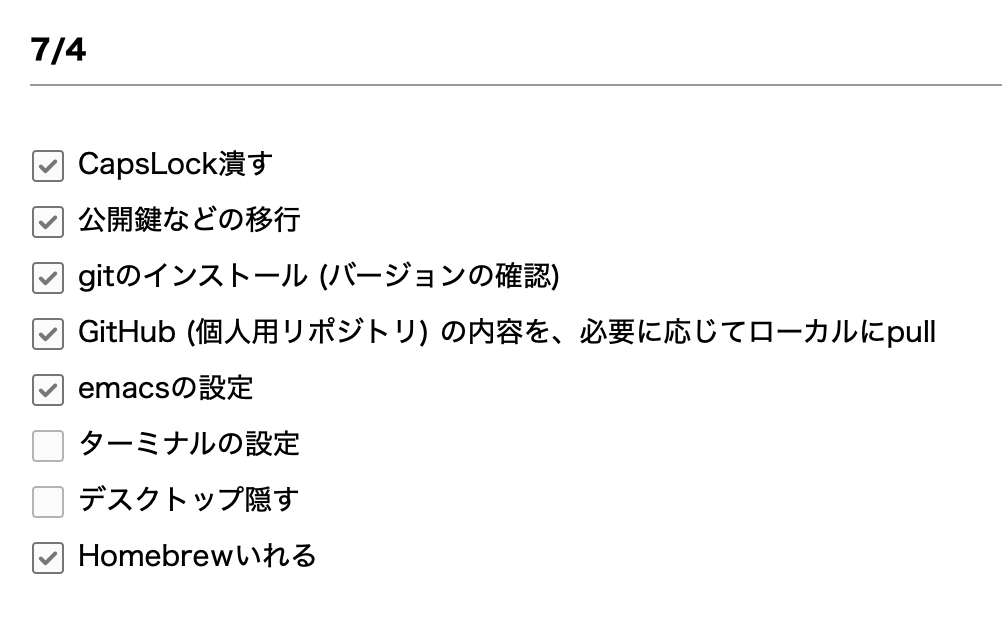 7/4
CapsLock潰す
公開鍵などの移行
gitのインストール (バージョンの確認)
GitHub (個人用リポジトリ) の内容を、必要に応じてローカルにpull
emacsの設定
ターミナルの設定
デスクトップ隠す
Homebrewいれる